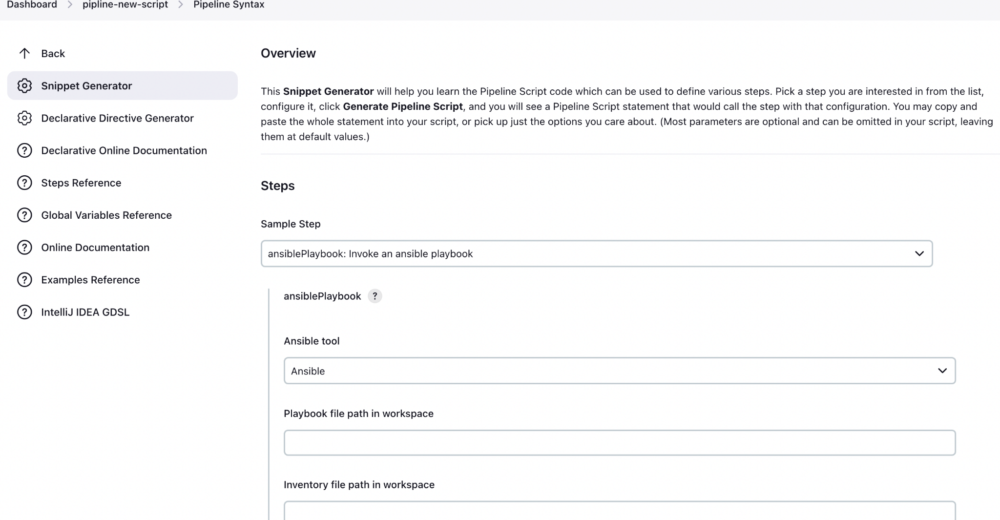 Dashboard > pipline-new-script > Pipeline Syntax
Back
Snippet Generator
Declarative Directive Generator
Declarative Online Documentation
Steps Reference
Global Variables Reference
Online Documentation
Examples Reference
IntelliJ IDEA GDSL
Overview
This Snippet Generator will help you learn the Pipeline Script code which can be used to define various steps. Pick a step you are interested in from the list,
configure it, click Generate Pipeline Script, and you will see a Pipeline Script statement that would call the step with that configuration. You may copy and
paste the whole statement into your script, or pick up just the options you care about. (Most parameters are optional and can be omitted in your script, leaving
them at default values.)
Steps
Sample Step
ansiblePlaybook: Invoke an ansible playbook
ansiblePlaybook ?
Ansible tool
Ansible
Playbook file path in workspace
Inventory file path in workspace